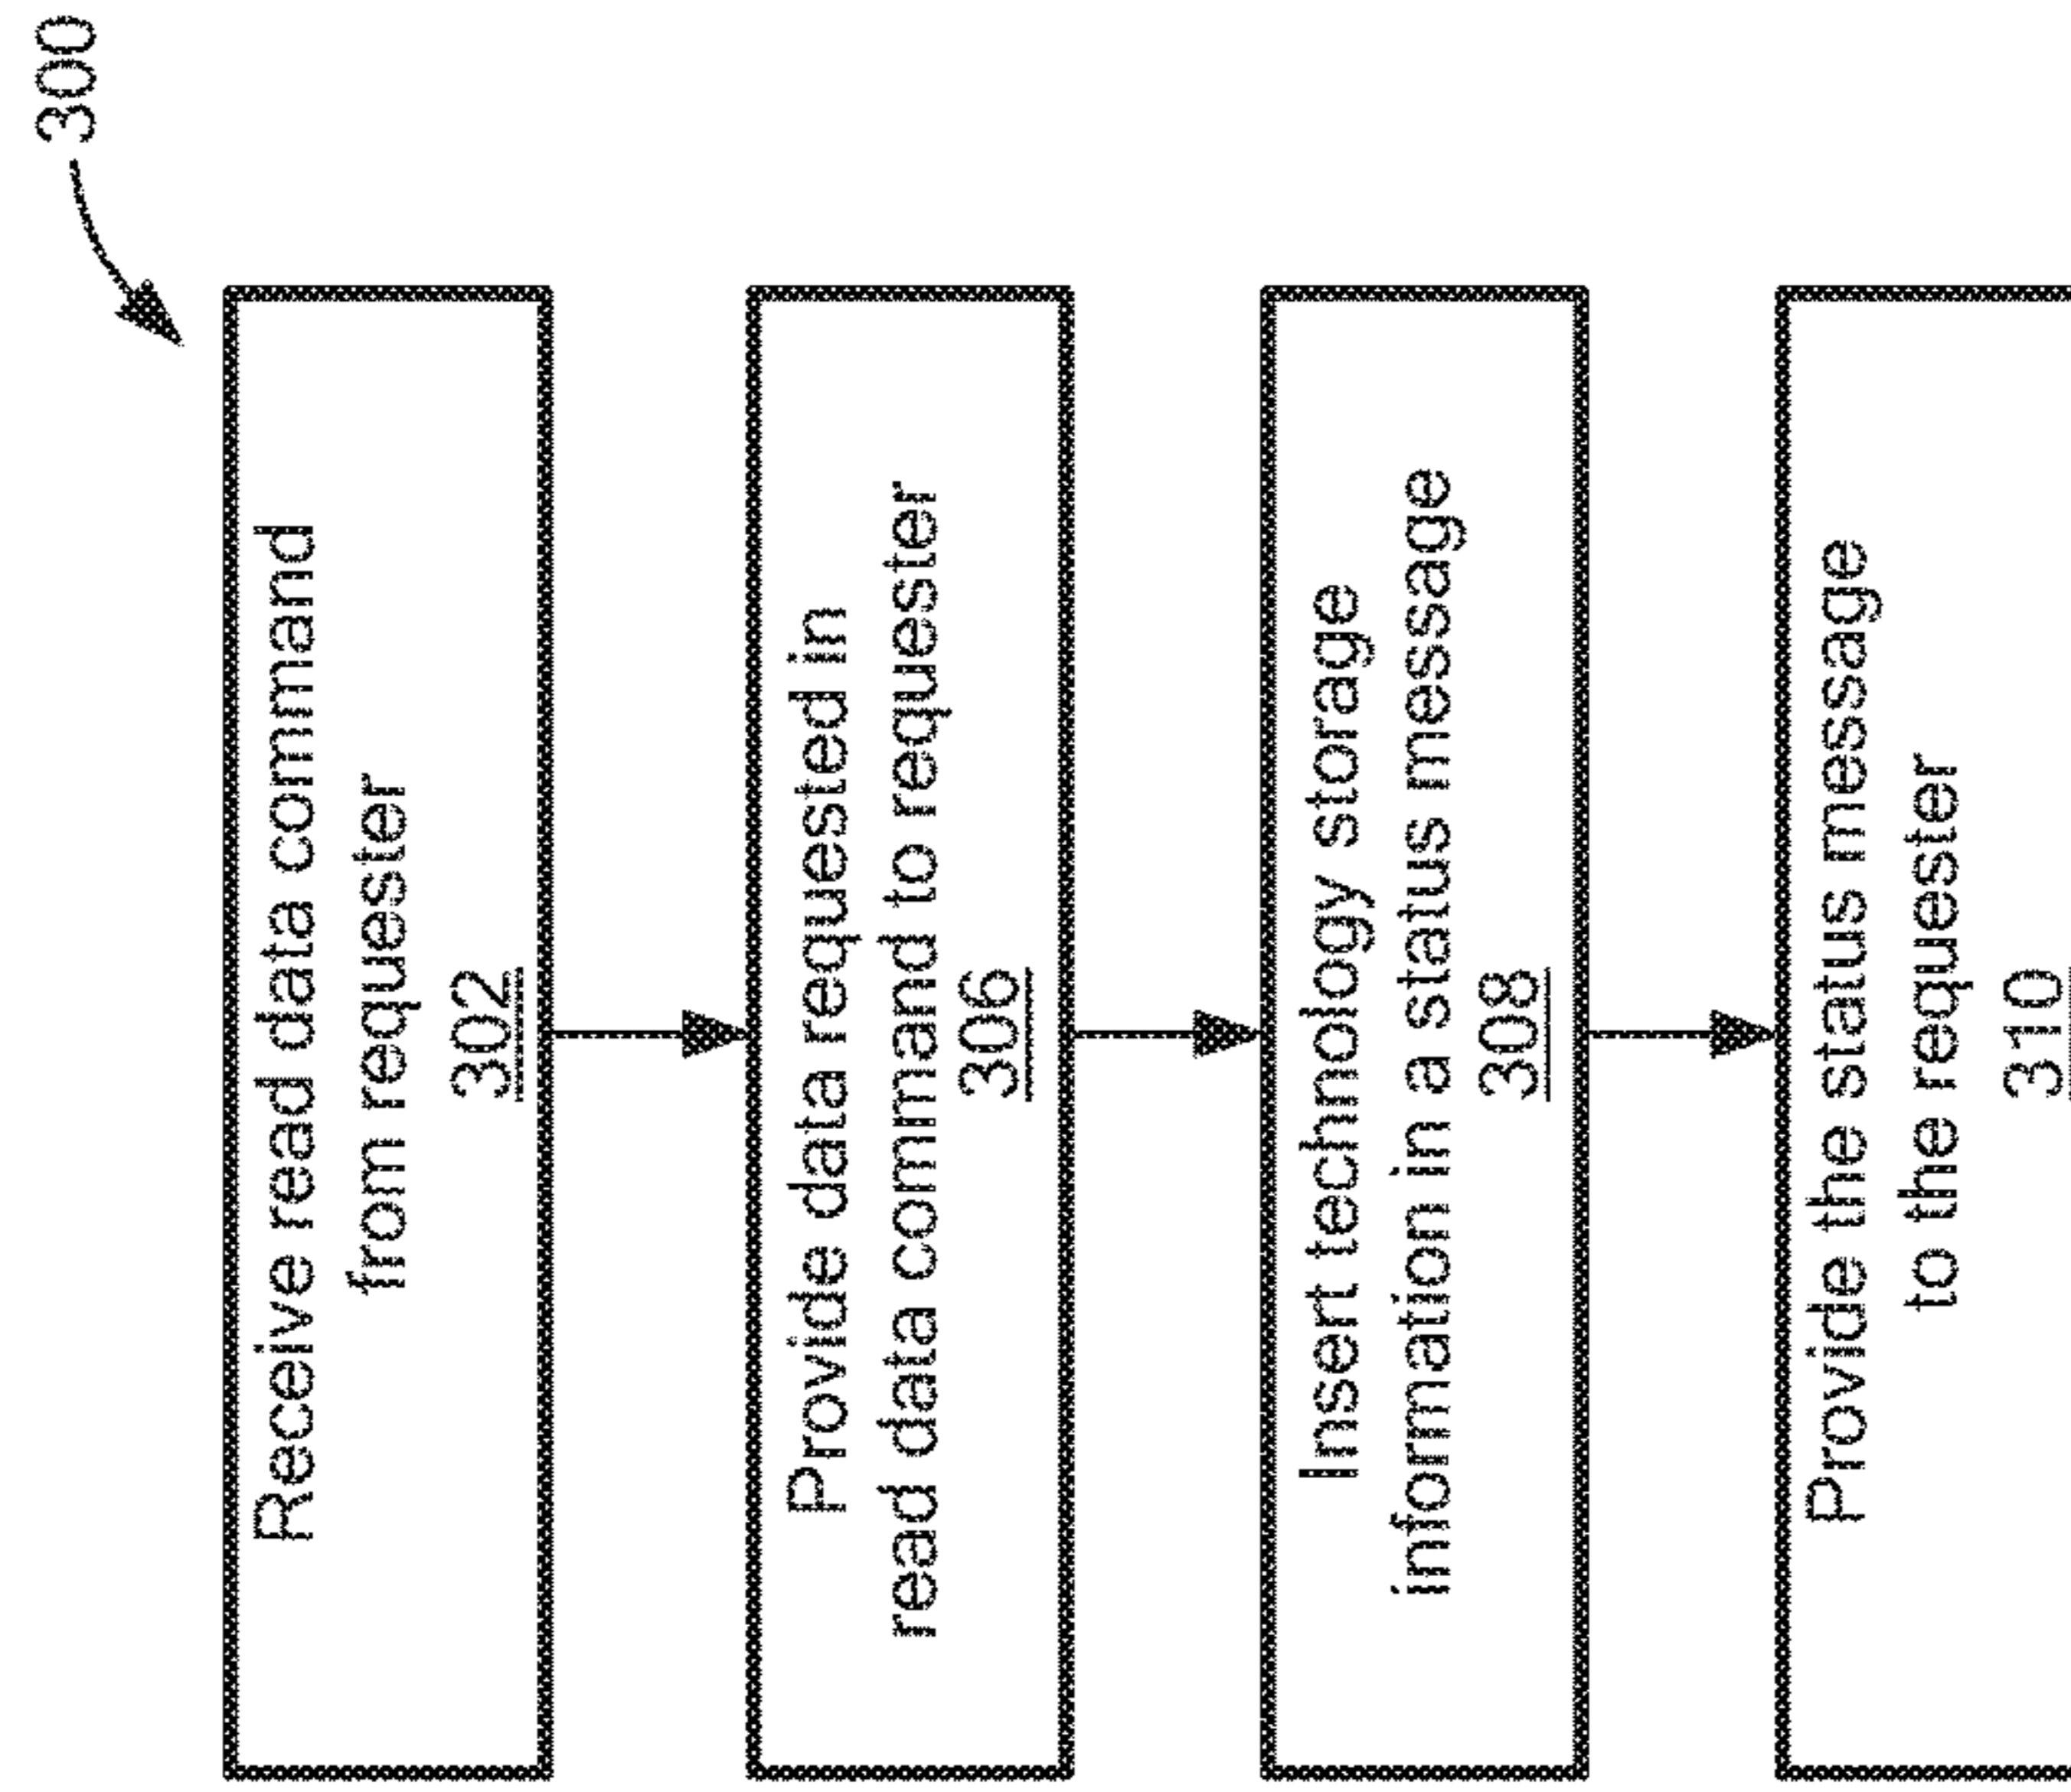 300
Receive read data command
from requester
302
Provide data requested in
read data command to requester
306
Insert technology storage
information in a status message
308
Provide the status message
to the requester
310